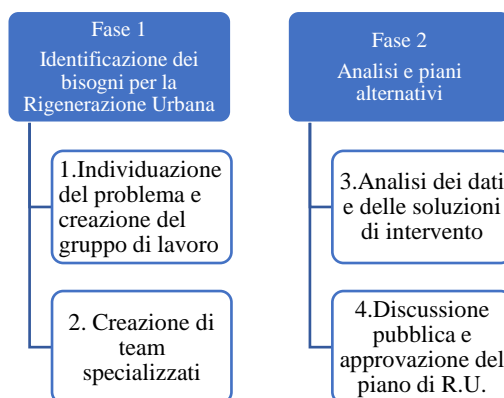 Fase 1
Identificazione dei
bisogni per la
Rigenerazione Urbana
1.Individuazione
del problema e
creazione del
gruppo di lavoro
2. Creazione di
team
specializzati
Fase 2
Analisi e piani
alternativi
3.Analisi dei dati
e delle soluzioni
di intervento
4.Discussione
pubblica e
approvazione del
piano di R.U.